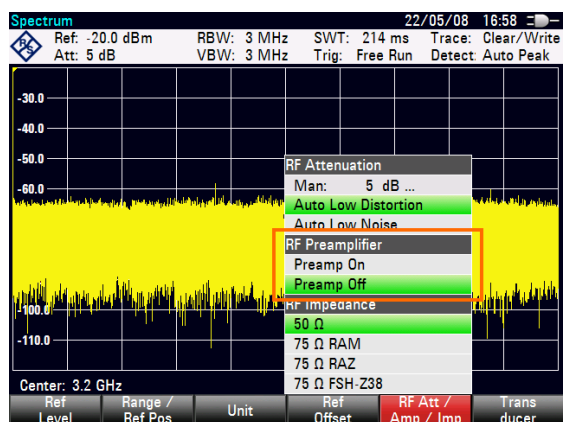 Spectrum 22/05/08 16:58
Ref: -20.0 dBm RBW: 3 MHz SWT: 214 ms Trace: Clear/Write
Att: 5 dB VBW: 3 MHz Trig: Free Run Detect: Auto Peak
-30.0
-40.0
-50.0
-60.0
RF Attenuation
Man: 5 dB ...
Auto Low Distortion
Auto Low Noise
RF Preamplifier
Preamp On
Preamp Off
RF Impedance
-100.0
50 Ω
-110.0
75 Ω RAM
75 Ω RAZ
75 Ω FSH-Z38
Center: 3.2 GHz
Ref Level
Range / Ref Pos
Unit
Ref Offset
RF Att / Amp / Imp
Trans ducer